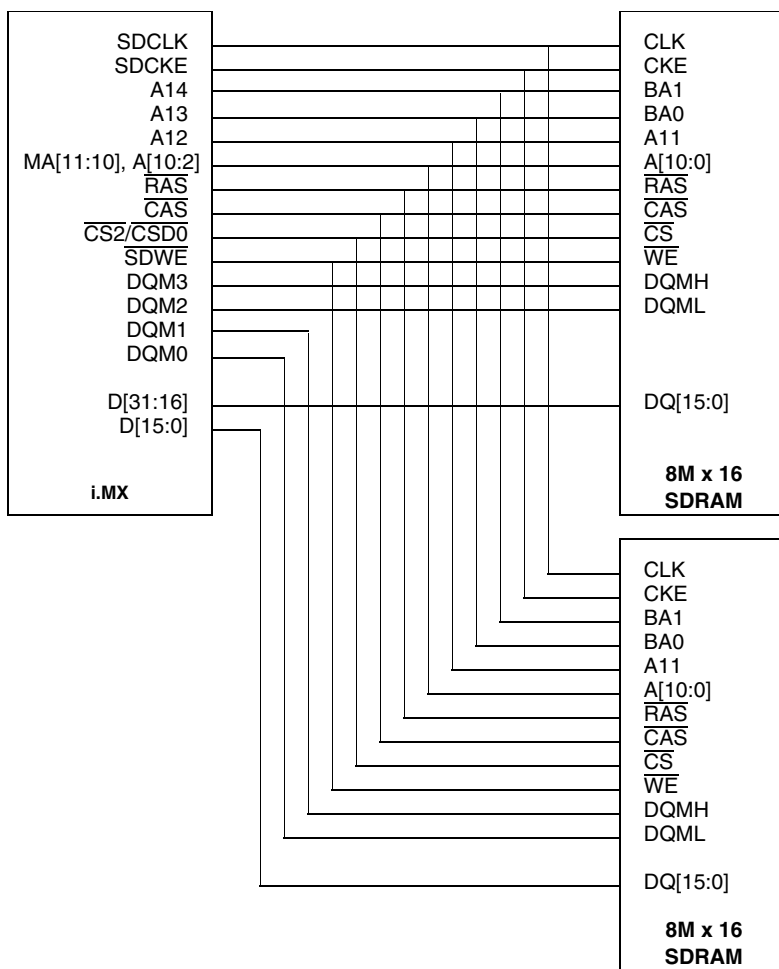 SDCLK
SDCKE
A14
A13
A12
MA[11:10], A[10:2]
RAS
CAS
CS2/CSD0
SDWE
DQM3
DQM2
DQM1
DQM0
D[31:16]
D[15:0]
i.MX
CLK
CKE
BA1
BA0
A11
A[10:0]
RAS
CAS
CS
WE
DQMH
DQML
DQ[15:0]
8M x 16
SDRAM
CLK
CKE
BA1
BA0
A11
A[10:0]
RAS
CAS
CS
WE
DQMH
DQML
DQ[15:0]
8M x 16
SDRAM